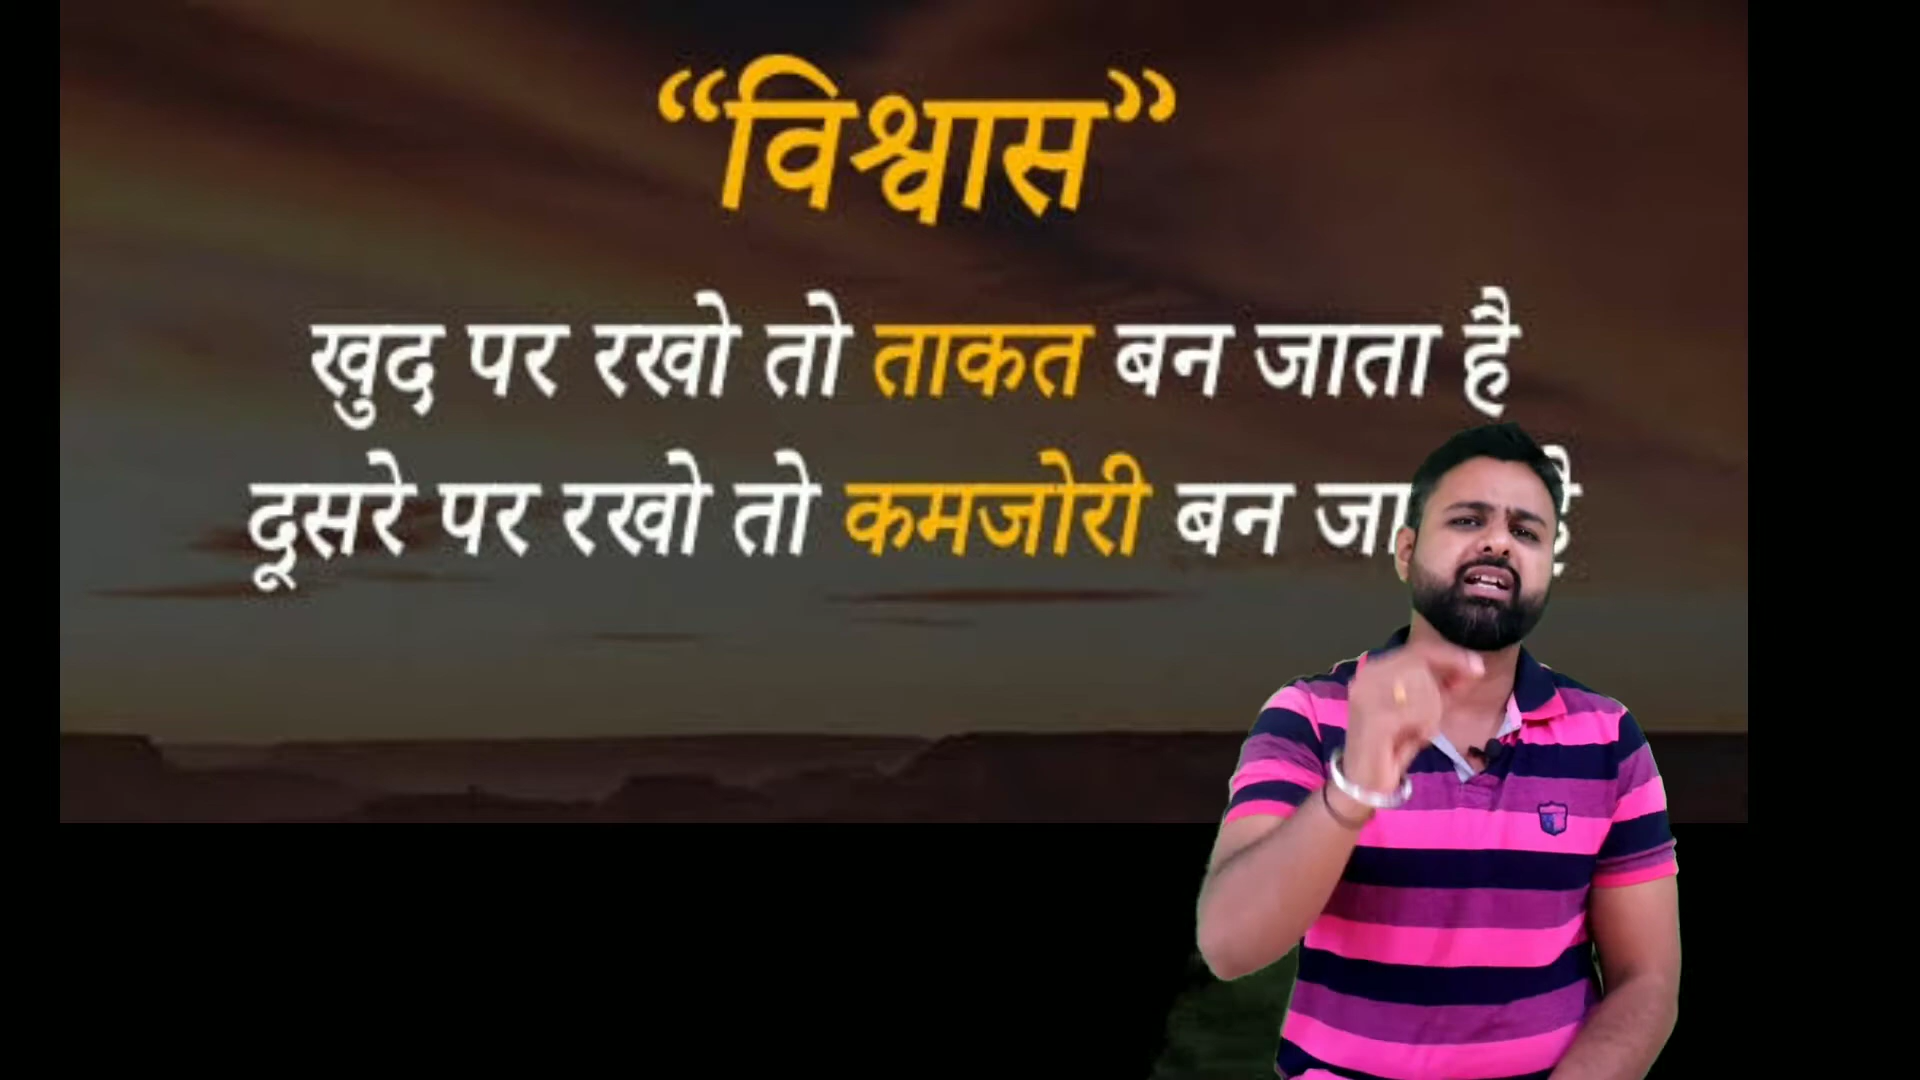 “विश्वास”
खुद पर रखो तो ताकत बन जाता है
दूसरे पर रखो तो कमजोरी बन